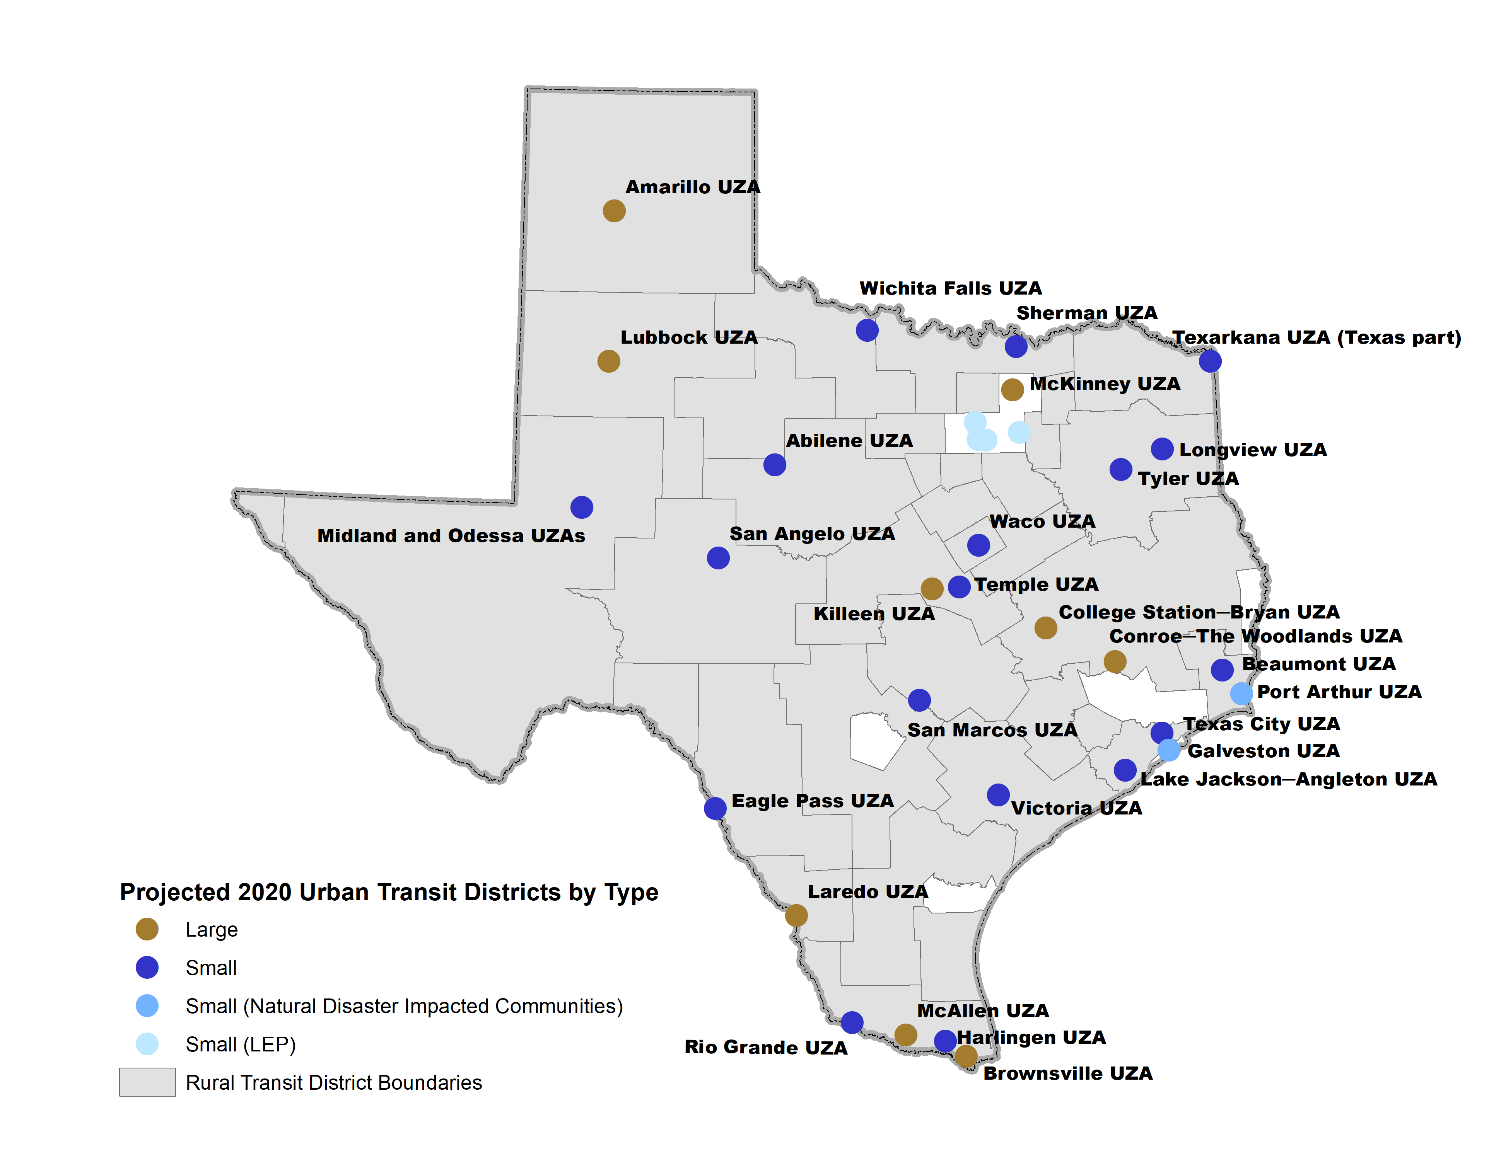 Amarillo UZA
Wichita Falls UZA
Sherman UZA
Lubbock UZA
Texarkana UZA (Texas part)
McKinney UZA
Abilene UZA
Longview UZA
Tyler UZA
Waco UZA
San Angelo UZA
Midland and Odessa UZAs
Temple UZA
Killeen UZA
College Station—Bryan UZA
Conroe—The Woodlands UZA
Beaumont UZA
Port Arthur UZA
Texas City UZA
San Marcos UZA
Galveston UZA
Lake Jackson—Angleton UZA
Eagle Pass UZA
Victoria UZA
Laredo UZA
McAllen UZA
Harlingen UZA
Rio Grande UZA
Brownsville UZA
Projected 2020 Urban Transit Districts by Type
Large
Small
Small (Natural Disaster Impacted Communities)
Small (LEP)
Rural Transit District Boundaries